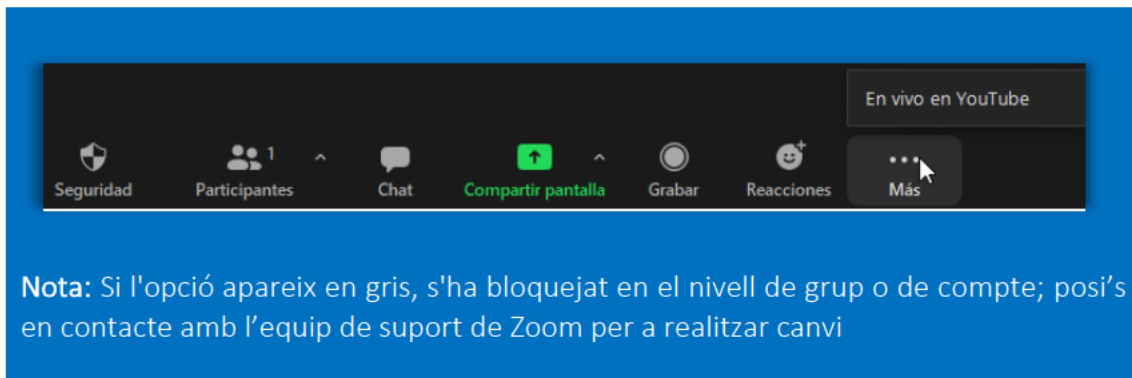 En vivo en YouTube
1
Seguridad Participantes Chat Compartir pantalla Grabar Reacciones Más
Nota: Si l'opció apareix en gris, s'ha bloquejat en el nivell de grup o de compte; posi’s
en contacte amb l’equip de suport de Zoom per a realitzar canvi